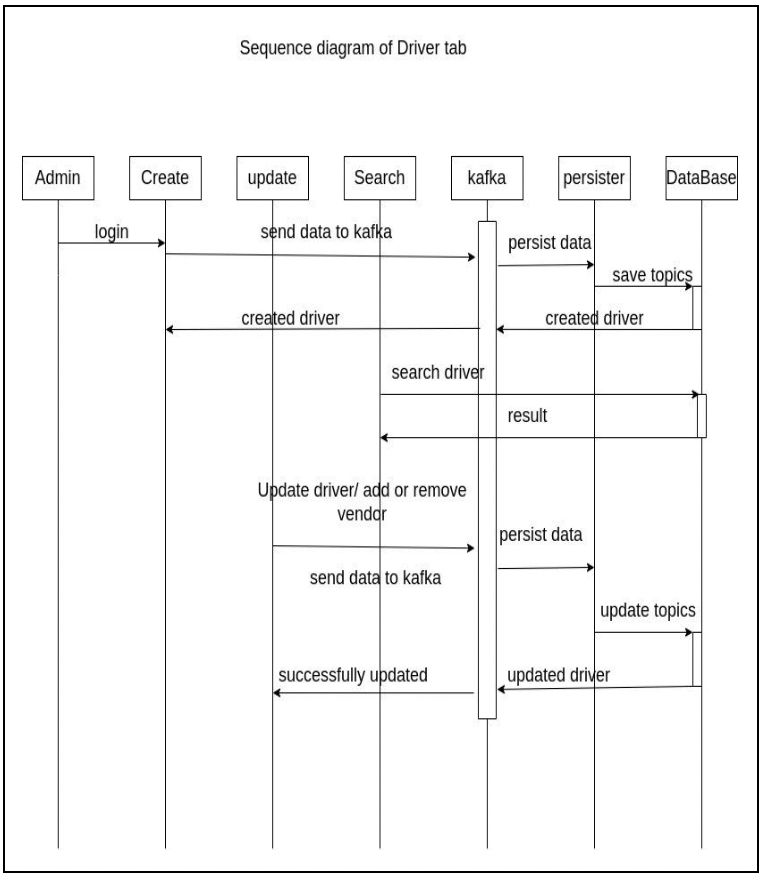 Sequence diagram of Driver tab
Admin
Create
update
Search
kafka
persister
DataBase
login
send data to kafka
persist data
save topics
created driver
created driver
search driver
result
Update driver/ add or remove
vendor
persist data
send data to kafka
update topics
successfully updated
updated driver